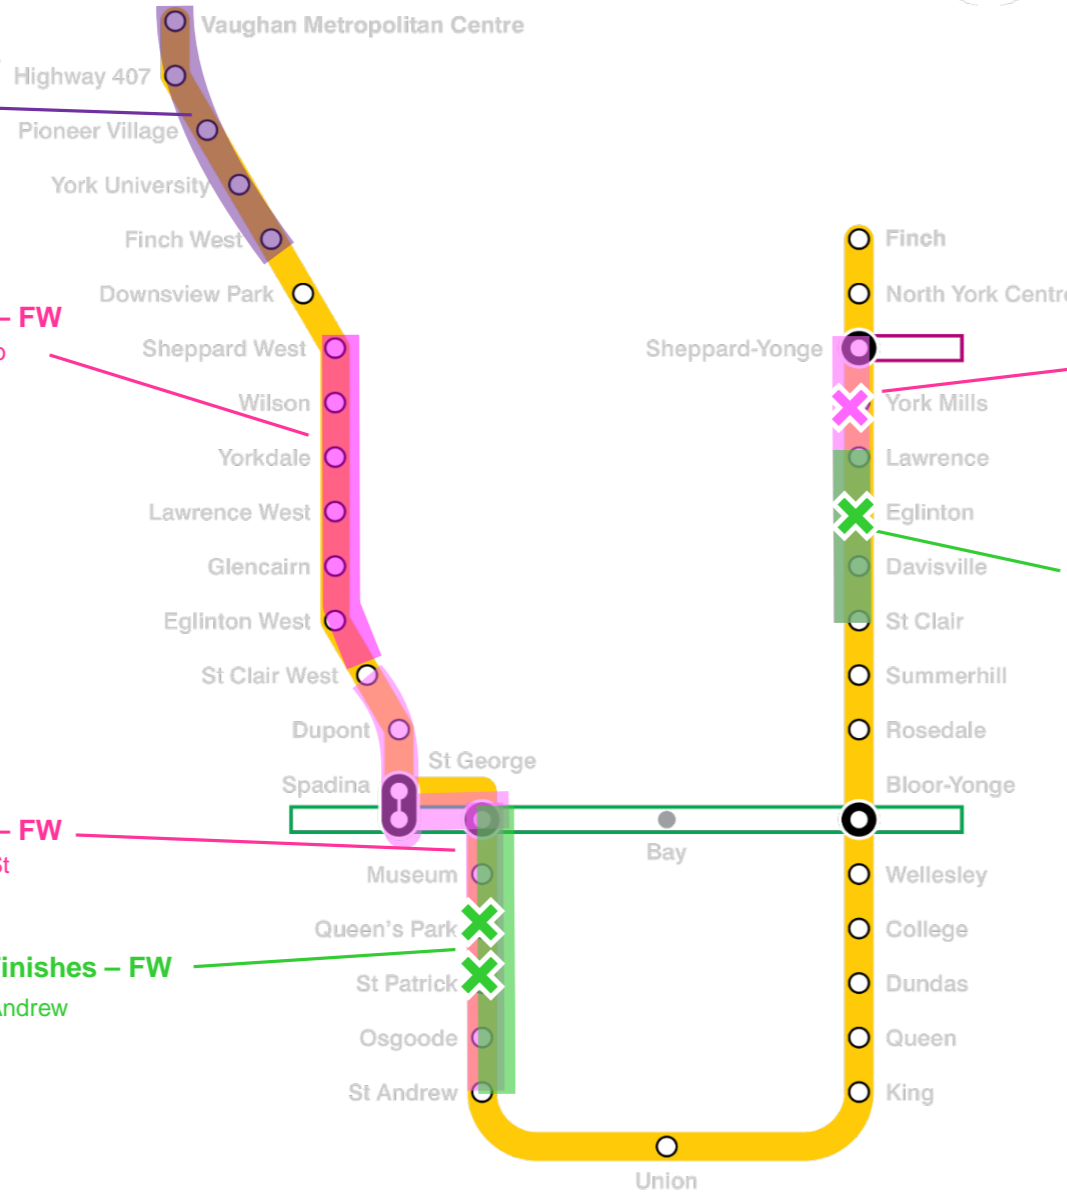 Vaughan Metropolitan Centre
Highway 407
Pioneer Village
York University
Finch West
Finch
Downsview Park
North York Centre
– FW
Sheppard West
Sheppard-Yonge
Wilson
York Mills
Yorkdale
Lawrence
Lawrence West
Eglinton
Glencairn
Davisville
Eglinton West
St Clair
St Clair West
Summerhill
Dupont
Rosedale
St George
Spadina
Bloor-Yonge
– FW
Bay
St
Museum
Wellesley
Queen's Park
College
inishes – FW
St Patrick
Dundas
Andrew
Osgoode
Queen
St Andrew
King
Union